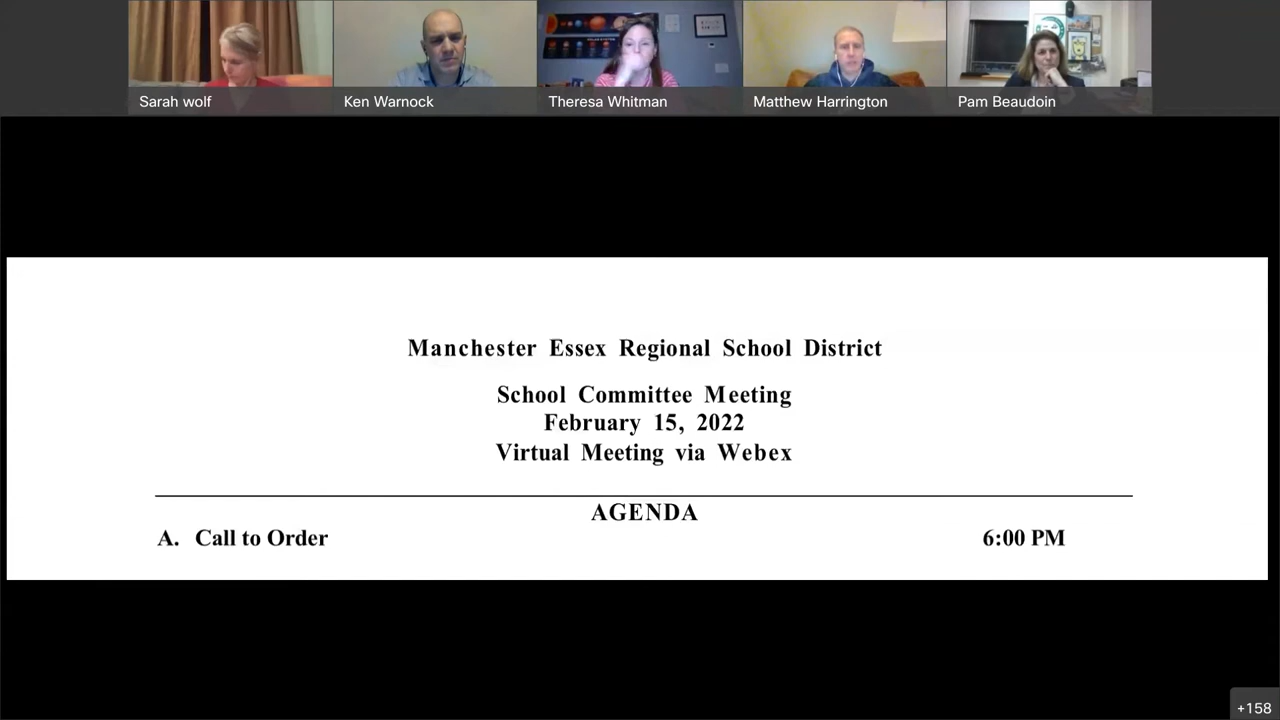 Sarah wolf
Ken Warnock
Theresa Whitman
Matthew Harrington
Pam Beaudoin
Manchester Essex Regional School District
School Committee Meeting
February 15, 2022
Virtual Meeting via Webex
AGENDA
A. Call to Order 6:00 PM
+158